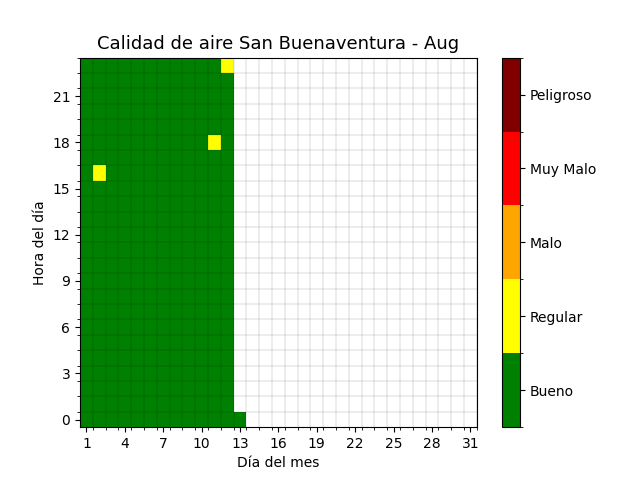 Calidad de aire San Buenaventura - Aug
Hora del día
21
18
15
12
9
6
3
0
1 4 7 10 13 16 19 22 25 28 31
Día del mes
Peligroso
Muy Malo
Malo
Regular
Bueno